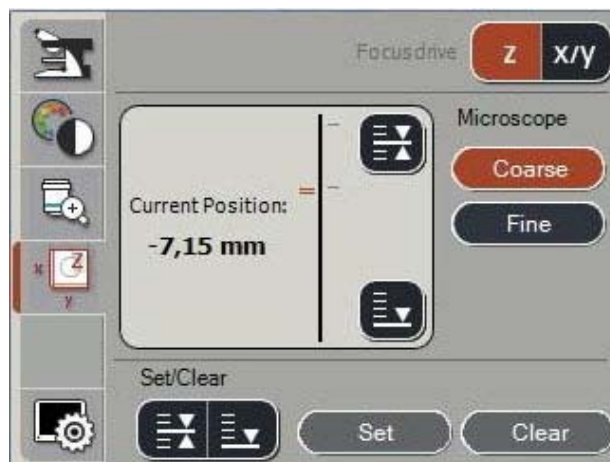 Focusdrive
z
x/y
Microscope
Coarse
Fine
Current Position:
-7,15 mm
x
Z
y
Set/Clear
Set
Clear